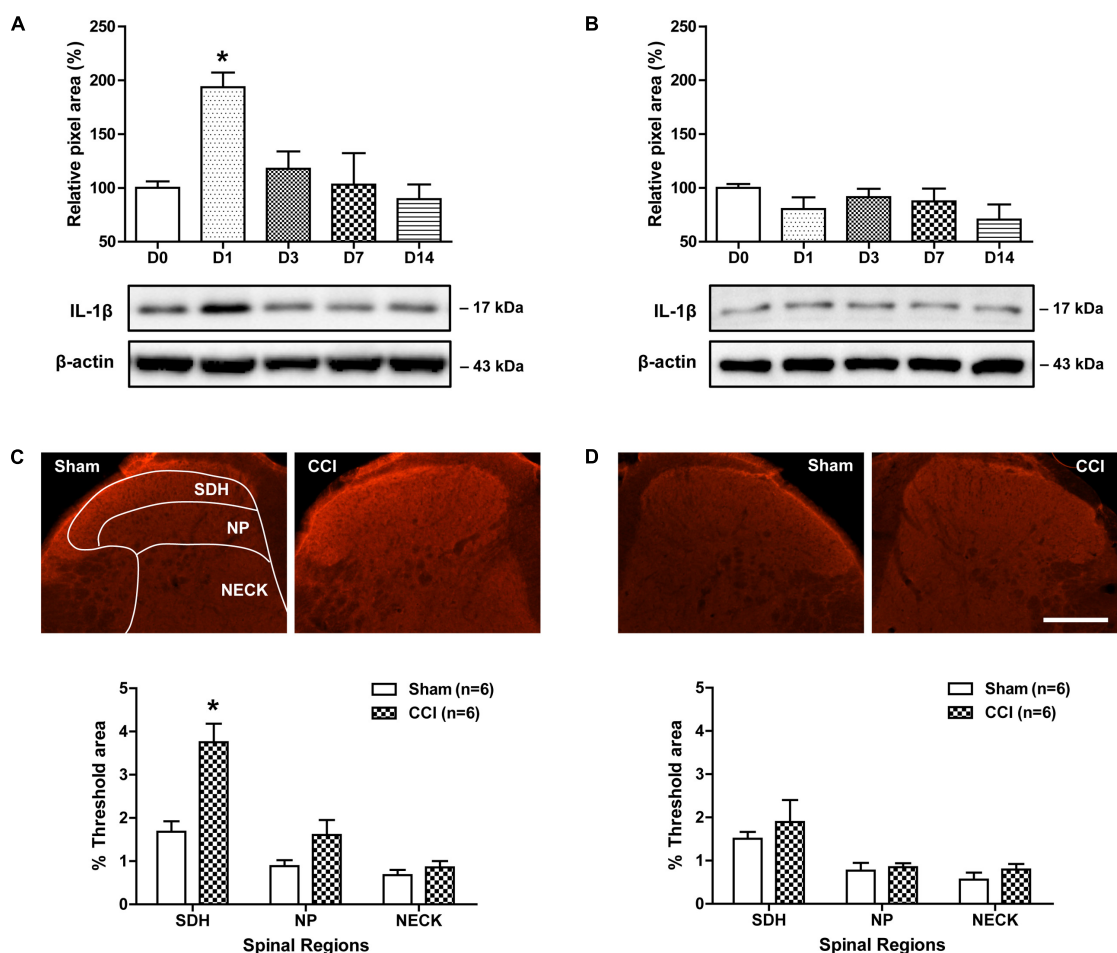 A
Relative pixel area (%)
250
200
150
100
50
*
D0 D1 D3 D7 D14
IL-1β
– 17 kDa
β-actin
– 43 kDa
B
Relative pixel area (%)
250
200
150
100
50
D0 D1 D3 D7 D14
IL-1β
– 17 kDa
β-actin
– 43 kDa
C
Sham
SDH
NP
NECK
CCI
% Threshold area
5
4
3
2
1
0
*
Sham (n=6)
CCI (n=6)
SDH NP NECK
Spinal Regions
D
Sham
CCI
% Threshold area
5
4
3
2
1
0
Sham (n=6)
CCI (n=6)
SDH NP NECK
Spinal Regions